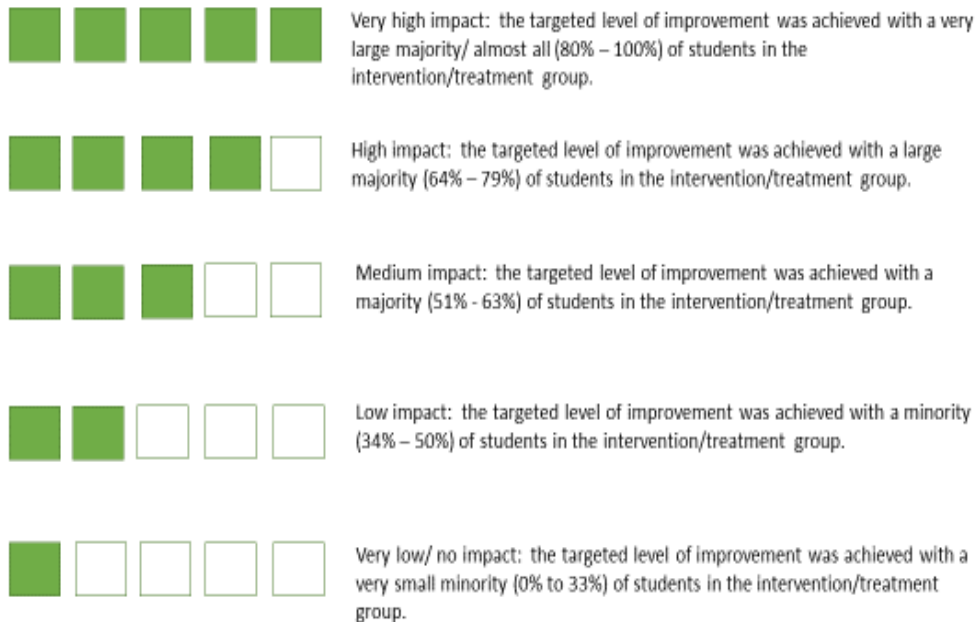 Very high impact: the targeted level of improvement was achieved with a very
large majority/ almost all (80% – 100%) of students in the
intervention/treatment group.
High impact: the targeted level of improvement was achieved with a large
majority (64% – 79%) of students in the intervention/treatment group.
Medium impact: the targeted level of improvement was achieved with a
majority (51% - 63%) of students in the intervention/treatment group.
Low impact: the targeted level of improvement was achieved with a minority
(34% – 50%) of students in the intervention/treatment group.
Very low/ no impact: the targeted level of improvement was achieved with a
very small minority (0% to 33%) of students in the intervention/treatment
group.